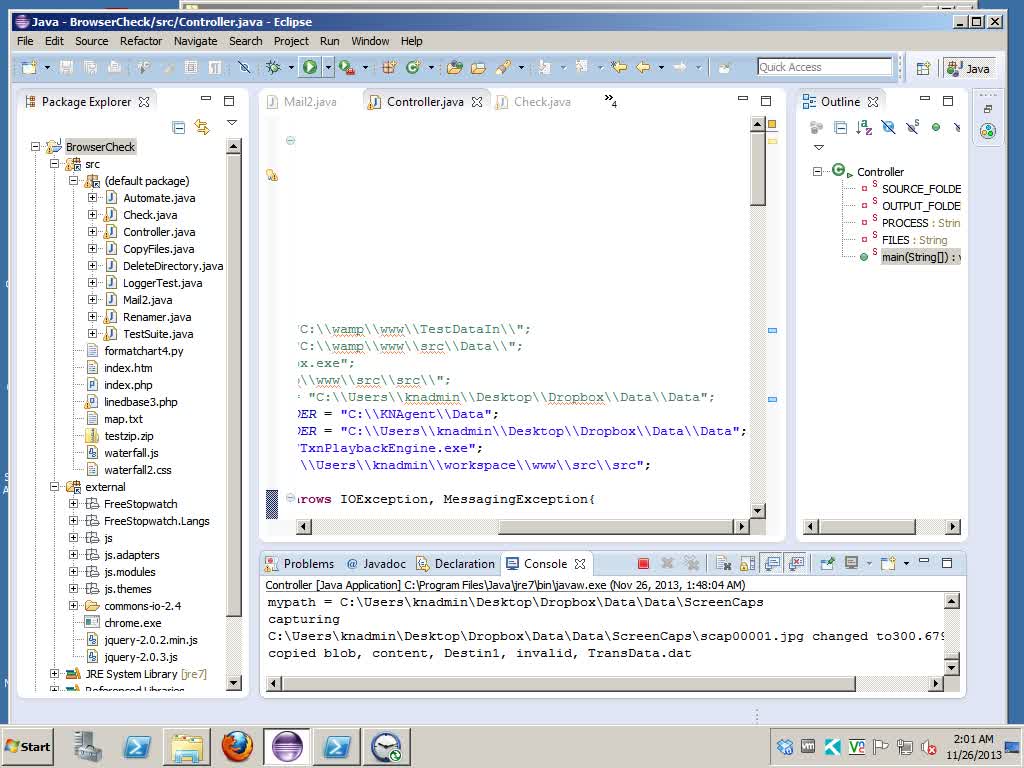 Java - BrowserCheck/src/Controller.java - Eclipse
File Edit Source Refactor Navigate Search Project Run Window Help
Quick Access
Java
Package Explorer
BrowserCheck
src
(default package)
Automate.java
Check.java
Controller.java
CopyFiles.java
DeleteDirectory.java
LoggerTest.java
Mail2.java
Renamer.java
TestSuite.java
formatchart4.py
index.htm
index.php
linedbase3.php
map.txt
testzip.zip
waterfall.js
waterfall2.css
external
FreeStopwatch
FreeStopwatch.Langs
js
js.adapters
js.modules
js.themes
commons-io-2.4
chrome.exe
jquery-2.0.2.min.js
jquery-2.0.3.js
JRE System Library [jre7]
Referenced Libraries
Mail2.java Controller.java Check.java »4
'C:\\wamp\\www\\TestDataIn\\";
'C:\\wamp\\www\\src\\Data\\";
ox.exe";
\\www\\src\\src\\";
= "C:\\Users\\knadmin\\Desktop\\Dropbox\\Data\\Data";
DER = "C:\\KNAgent\\Data";
DER = "C:\\Users\\knadmin\\Desktop\\Dropbox\\Data\\Data";
'TxnPlaybackEngine.exe";
\\Users\\knadmin\\workspace\\www\\src\\src";
rows IOException, MessagingException{
Outline
Controller
SOURCE_FOLDE
OUTPUT_FOLDE
PROCESS : Strin
FILES : String
main(String[]) : v
Problems @ Javadoc Declaration Console
Controller [Java Application] C:\Program Files\Java\jre7\bin\javaw.exe (Nov 26, 2013, 1:48:04 AM)
mypath = C:\Users\knadmin\Desktop\Dropbox\Data\Data\ScreenCaps
capturing
C:\Users\knadmin\Desktop\Dropbox\Data\Data\ScreenCaps\scap00001.jpg changed to300.679
copied blob, content, Destin1, invalid, TransData.dat
Start
2:01 AM
11/26/2013